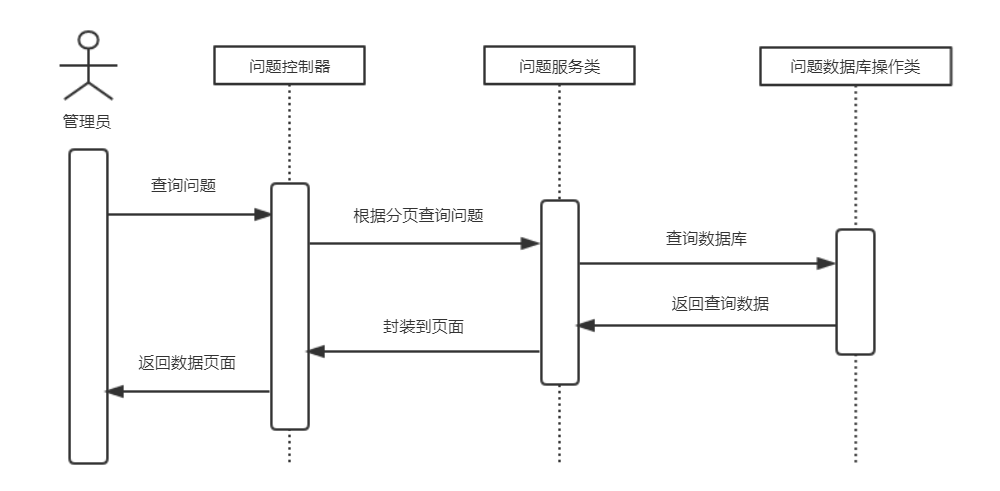 问题控制器
问题服务类
问题数据库操作类
管理员
查询问题
根据分页查询问题
查询数据库
返回查询数据
封装到页面
返回数据页面